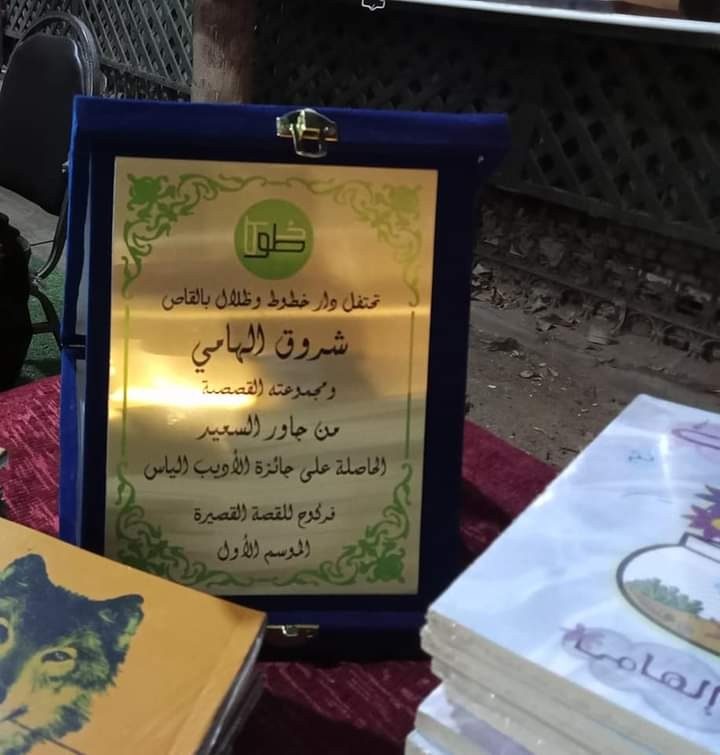 خطوط
تحتفل دار خطوط وظلال بالقاص
شروق الهامي
ومجموعته القصصية
من جاور السعيد
الحاصلة على جائزة الأديب الياس
فركوح للقصة القصيرة
الموسم الأول
إلهامي